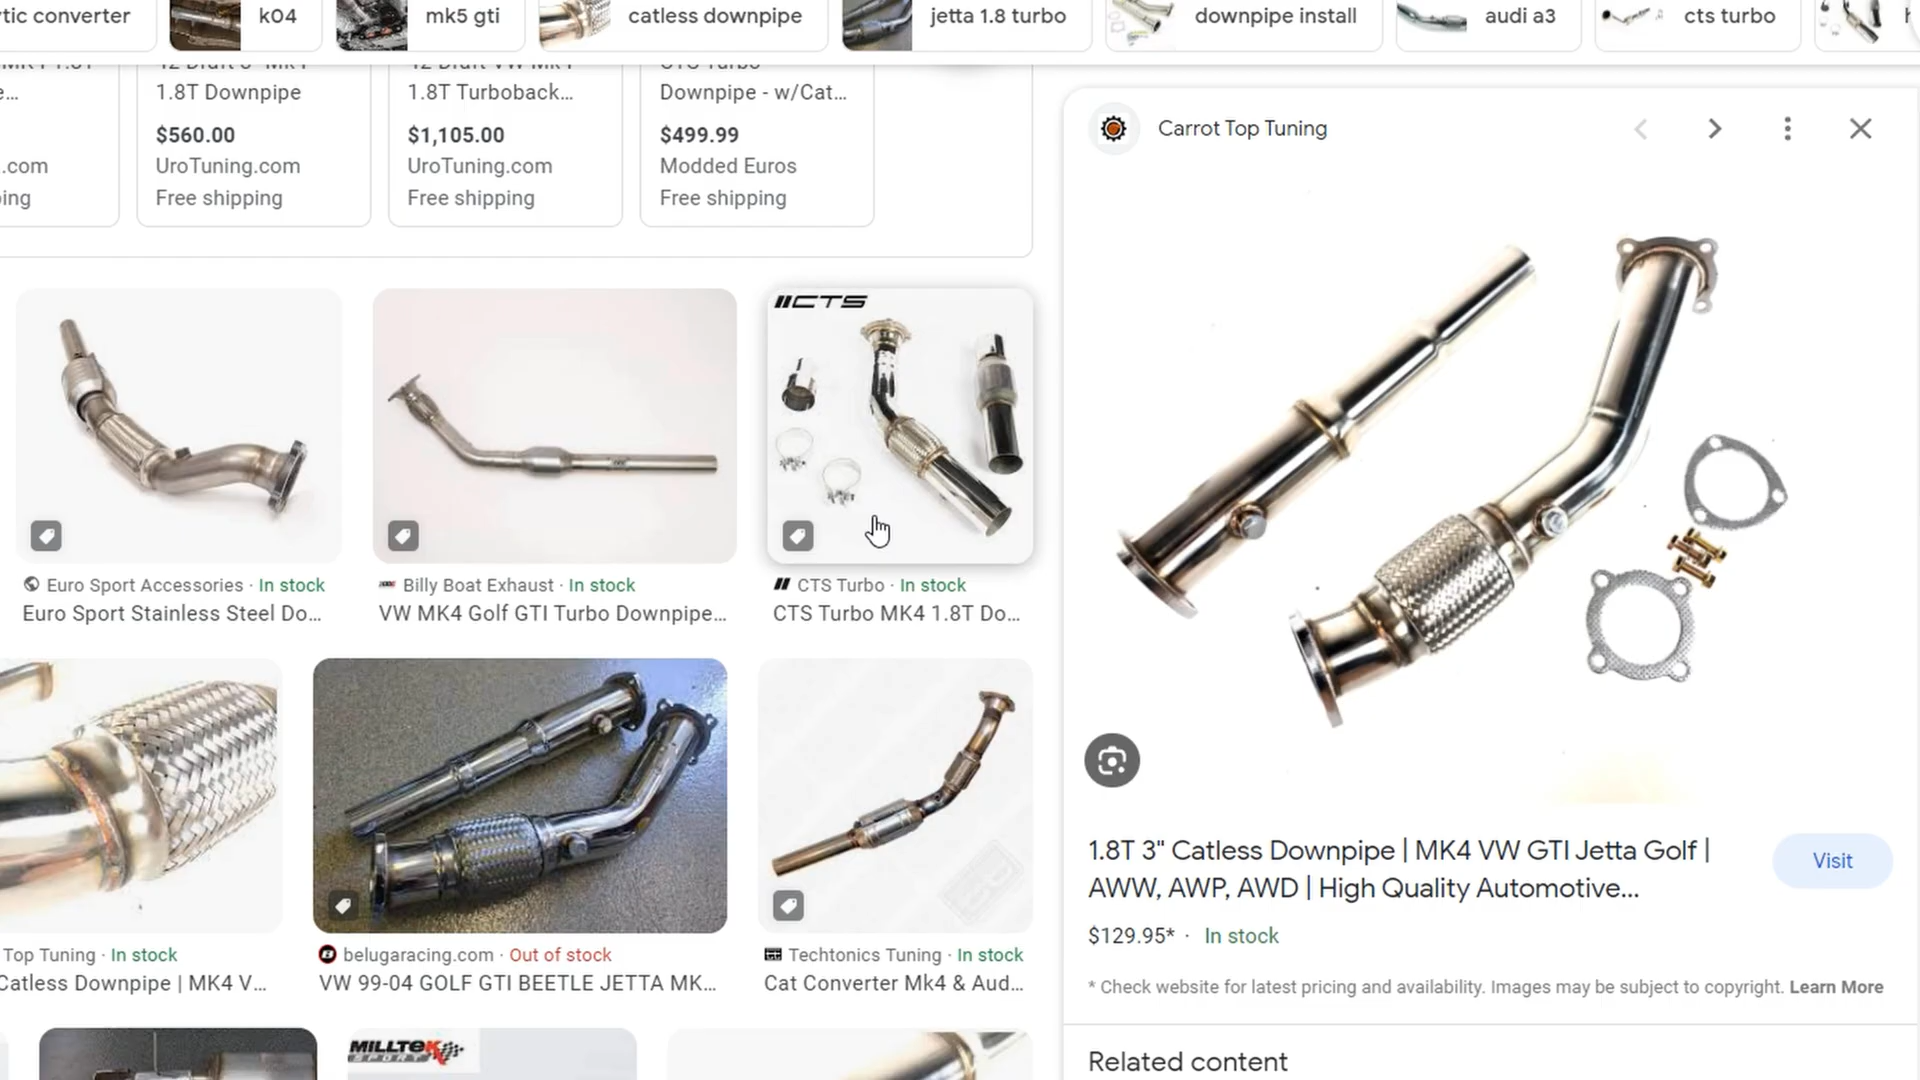 tic converter
k04
mk5 gti
catless downpipe
jetta 1.8 turbo
downpipe install
audi a3
cts turbo
e...
.com
ing
1.8T Downpipe
$560.00
UroTuning.com
Free shipping
1.8T Turboback...
$1,105.00
UroTuning.com
Free shipping
Downpipe - w/Cat...
$499.99
Modded Euros
Free shipping
CTS
Euro Sport Accessories · In stock
Euro Sport Stainless Steel Do...
Billy Boat Exhaust · In stock
VW MK4 Golf GTI Turbo Downpipe...
CTS Turbo · In stock
CTS Turbo MK4 1.8T Do...
Top Tuning · In stock
Catless Downpipe | MK4 V...
belugaracing.com · Out of stock
VW 99-04 GOLF GTI BEETLE JETTA MK...
Techtonics Tuning · In stock
Cat Converter Mk4 & Aud...
MILLTEK
SPORT
Carrot Top Tuning
1.8T 3" Catless Downpipe | MK4 VW GTI Jetta Golf |
AWW, AWP, AWD | High Quality Automotive...
Visit
$129.95* · In stock
* Check website for latest pricing and availability. Images may be subject to copyright. Learn More
Related content